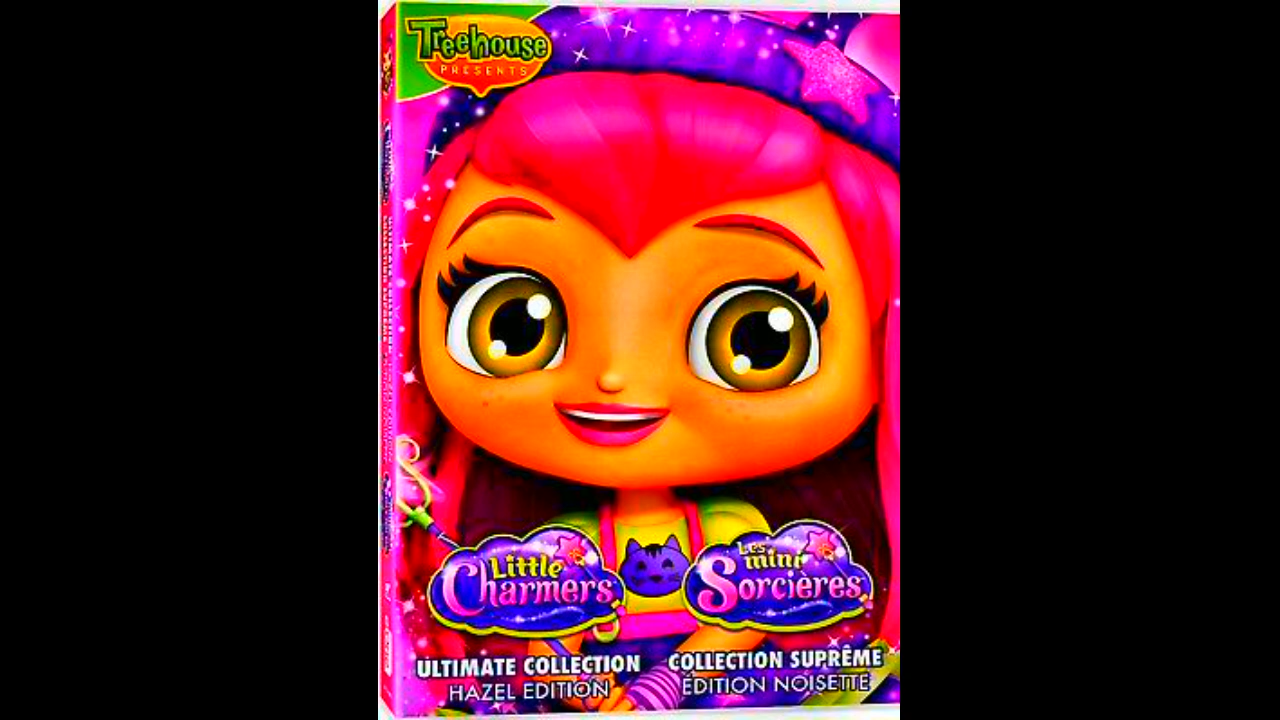 Treehouse
PRESENTS
Little
Charmers
Les
mini
Sorcières
ULTIMATE COLLECTION
HAZEL EDITION
COLLECTION SUPRÊME
ÉDITION NOISETTE